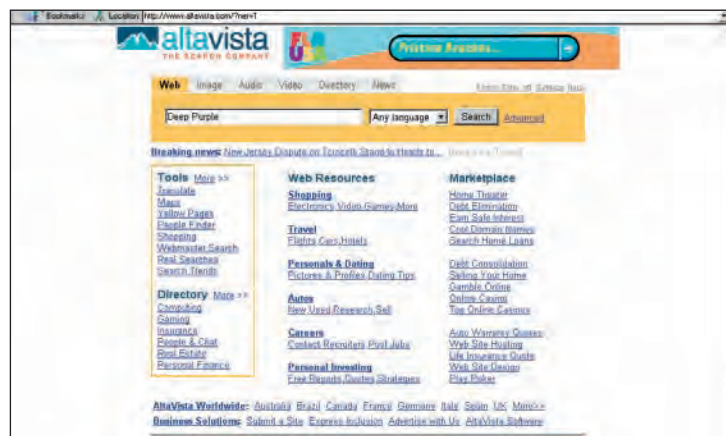 Bookmarks Location http://www.altavista.com/?ner=1
altavista
THE SEARCH COMPANY
FUSA Pristine Beaches...
Web Image Audio Video Directory News
Deep Purple Any language Search Advanced
Breaking news: New Jersey Dispute on Torricelli Stand-In Heads to...
Tools More >>
Translate
Maps
Yellow Pages
People Finder
Shopping
Webmaster Search
Real Searches
Search Trends
Directory More >>
Computing
Gaming
Insurance
People & Chat
Real Estate
Personal Finance
Web Resources
Shopping
Electronics,Video Games,More
Travel
Flights,Cars,Hotels
Personals & Dating
Pictures & Profiles,Dating Tips
Autos
New,Used,Research,Sell
Careers
Contact Recruiters,Post Jobs
Personal Investing
Free Reports,Quotes,Strategies
Marketplace
Home Theater
Debt Elimination
Earn Safe Interest
Cool Domain Names
Search Home Loans
Debt Consolidation
Selling Your Home
Gamble Online
Online Casino
Top Online Casinos
Auto Warranty Quotes
Web Site Hosting
Life Insurance Quote
Web Site Design
Play Poker
AltaVista Worldwide: Australia Brazil Canada France Germany Italy Spain UK More>>
Business Solutions: Submit a Site Express Inclusion Advertise with Us AltaVista Software